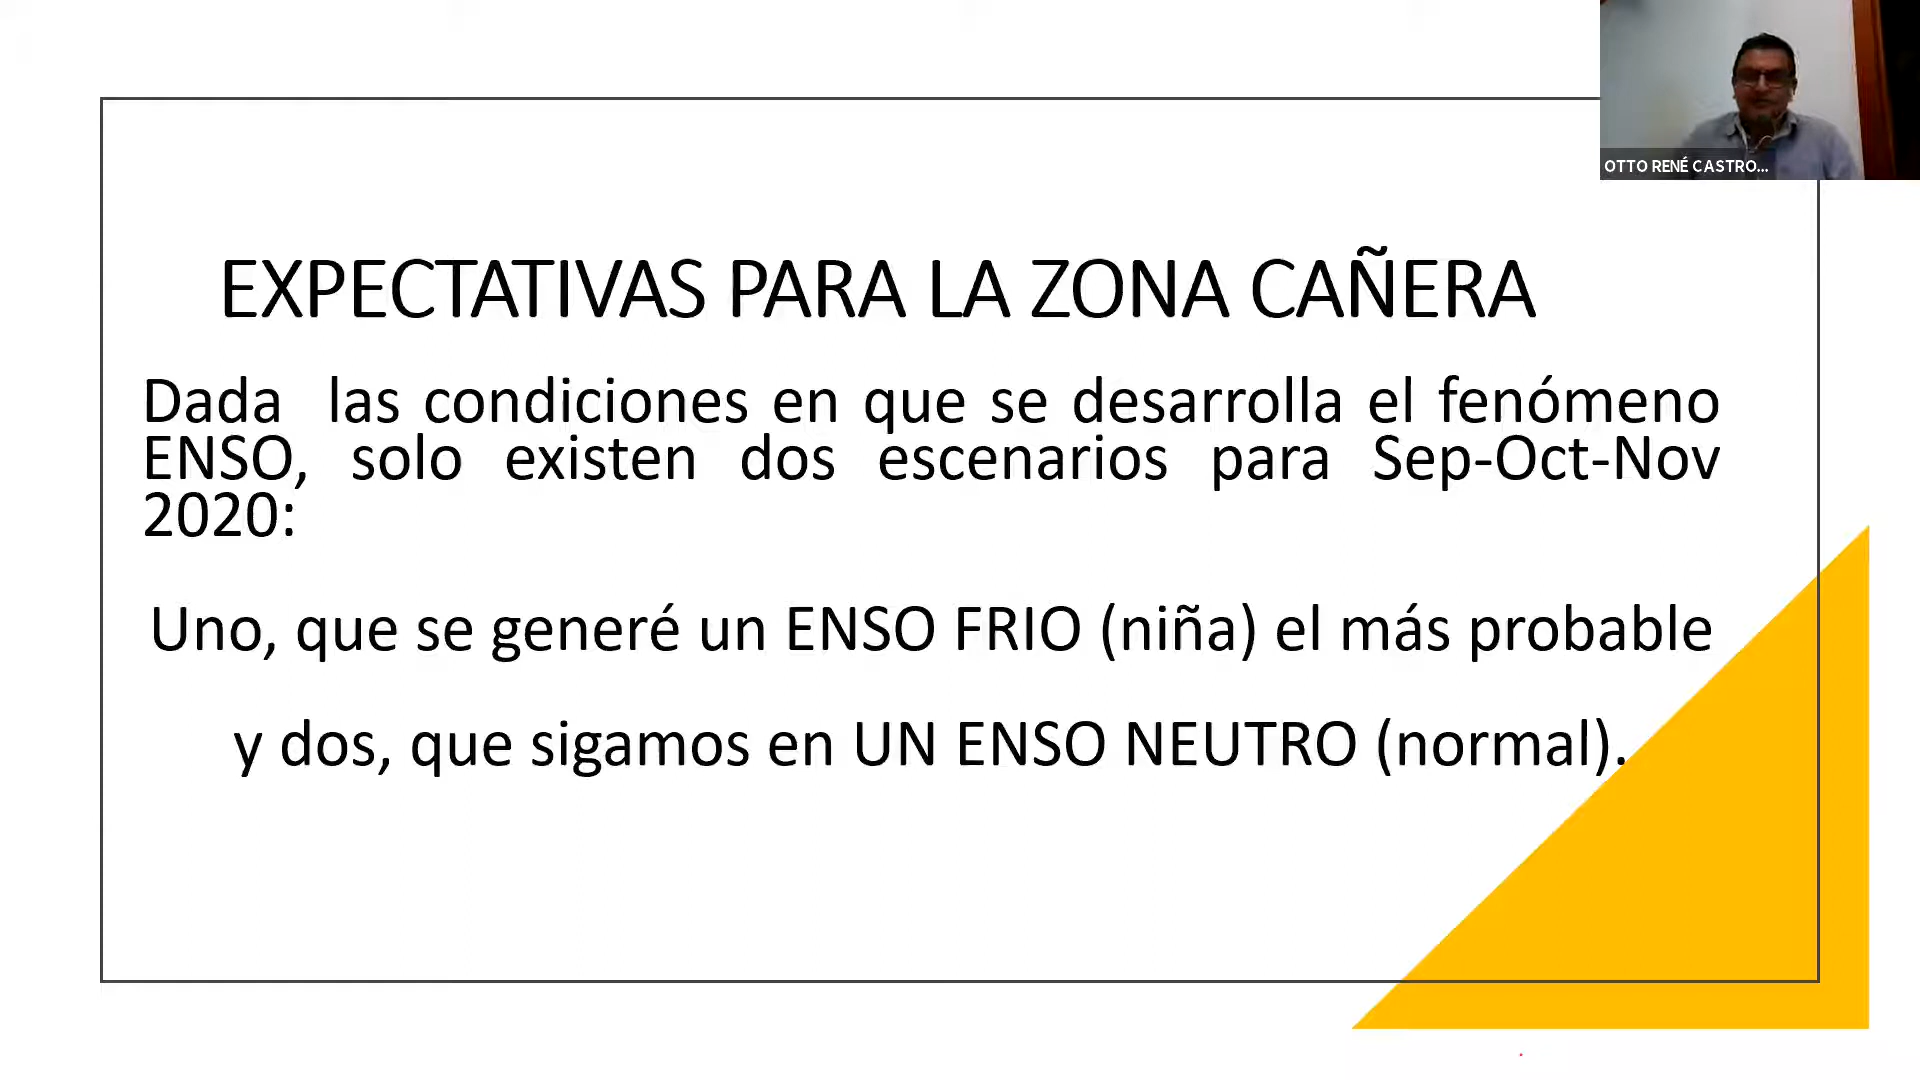 OTTO RENÉ CASTRO...
EXPECTATIVAS PARA LA ZONA CAÑERA
Dada las condiciones en que se desarrolla el fenómeno
ENSO, solo existen dos escenarios para Sep-Oct-Nov
2020:
Uno, que se generé un ENSO FRIO (niña) el más probable
y dos, que sigamos en UN ENSO NEUTRO (normal).